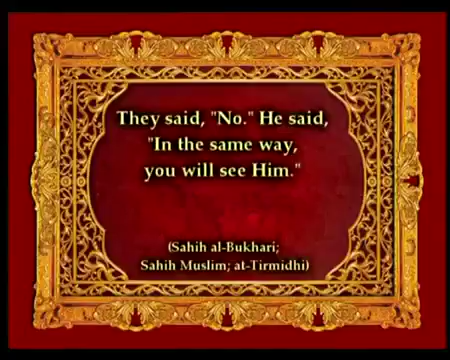 They said, "No." He said,
"In the same way,
you will see Him."
(Sahih al-Bukhari;
Sahih Muslim; at-Tirmidhi)